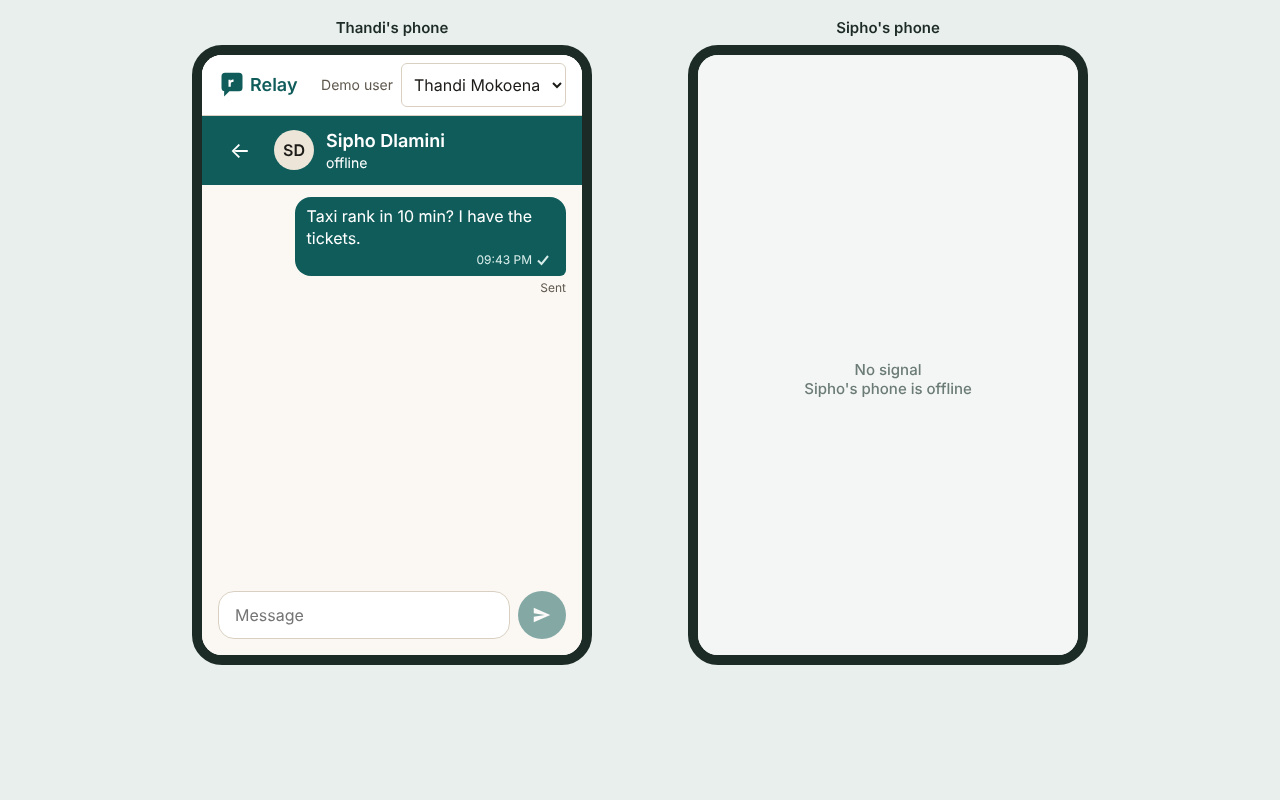 Thandi's phone
Relay
Demo user
Thandi Mokoena
SD
Sipho Dlamini
offline
Taxi rank in 10 min? I have the
tickets.
09:43 PM
Sent
Message
Sipho's phone
No signal
Sipho's phone is offline